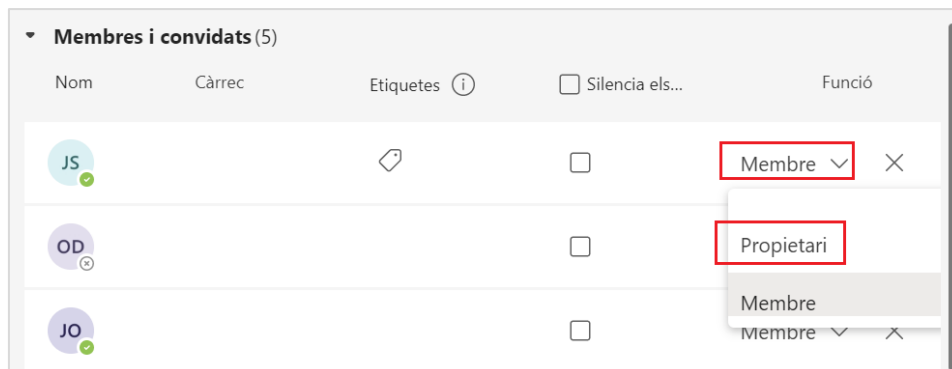 Membres i convidats (5)
Nom Càrrec Etiquetes Silencia els... Funció
JS Membre
OD Propietari
Membre
JO Membre